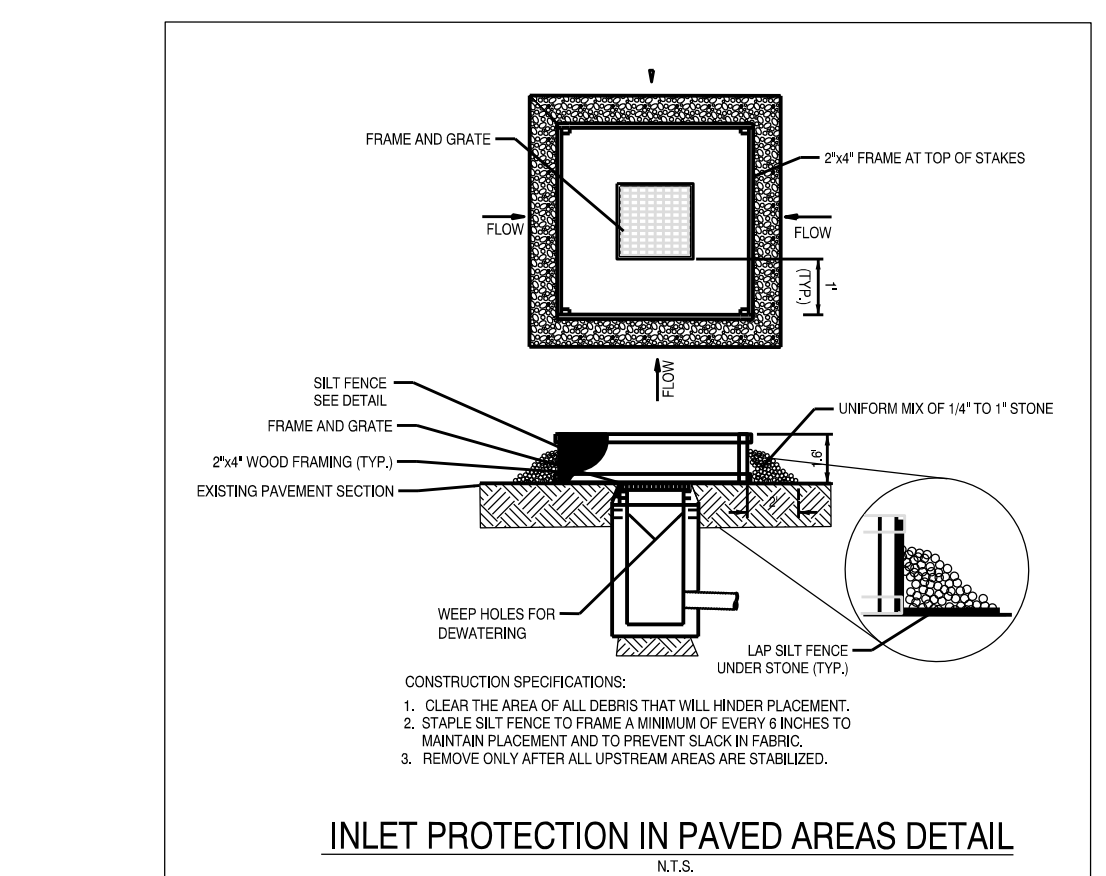 FRAME AND GRATE
2"x4" FRAME AT TOP OF STAKES
FLOW
FLOW
1"
(TYP.)
FLOW
SILT FENCE
SEE DETAIL
UNIFORM MIX OF 1/4" TO 1" STONE
FRAME AND GRATE
2"x4" WOOD FRAMING (TYP.)
1.6'
EXISTING PAVEMENT SECTION
2'
WEEP HOLES FOR
DEWATERING
LAP SILT FENCE
UNDER STONE (TYP.)
CONSTRUCTION SPECIFICATIONS:
1. CLEAR THE AREA OF ALL DEBRIS THAT WILL HINDER PLACEMENT.
2. STAPLE SILT FENCE TO FRAME A MINIMUM OF EVERY 6 INCHES TO
MAINTAIN PLACEMENT AND TO PREVENT SLACK IN FABRIC.
3. REMOVE ONLY AFTER ALL UPSTREAM AREAS ARE STABILIZED.
INLET PROTECTION IN PAVED AREAS DETAIL
N.T.S.